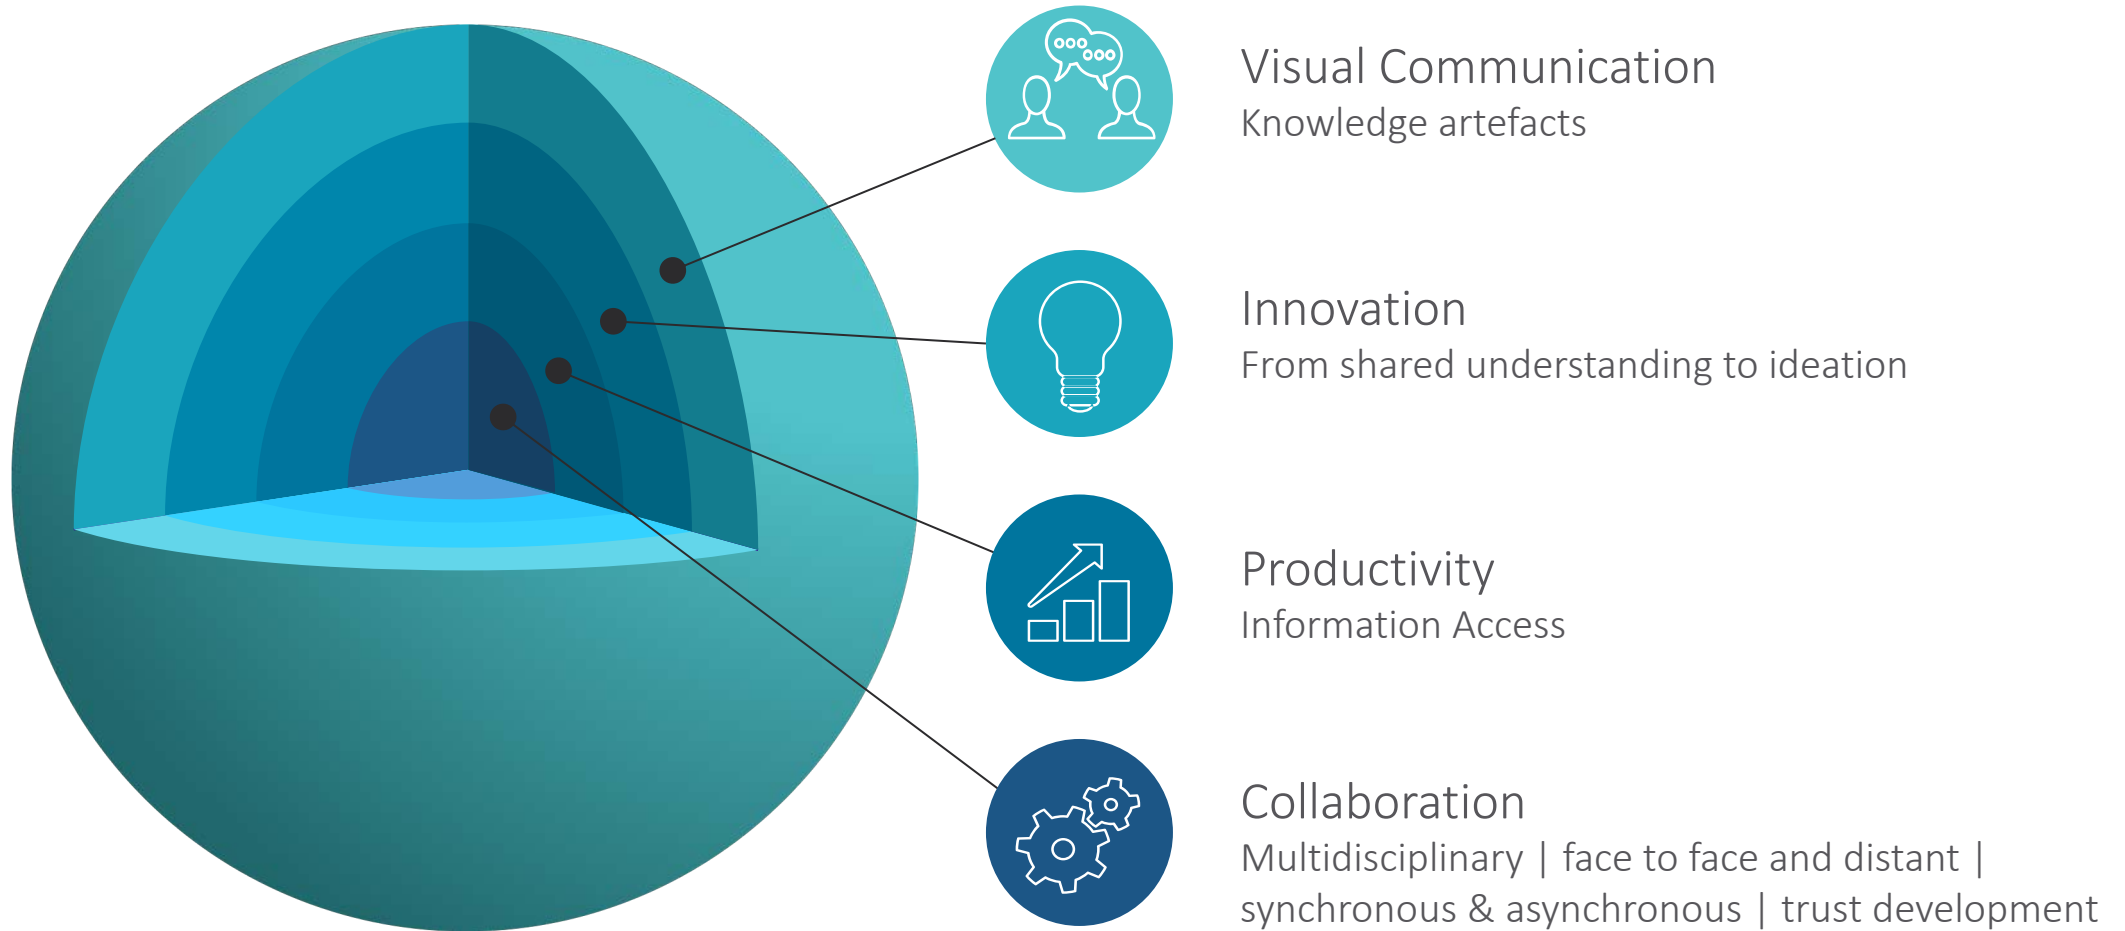 Visual Communication
Knowledge artefacts
Innovation
From shared understanding to ideation
Productivity
Information Access
Collaboration
Multidisciplinary | face to face and distant |
synchronous & asynchronous | trust development